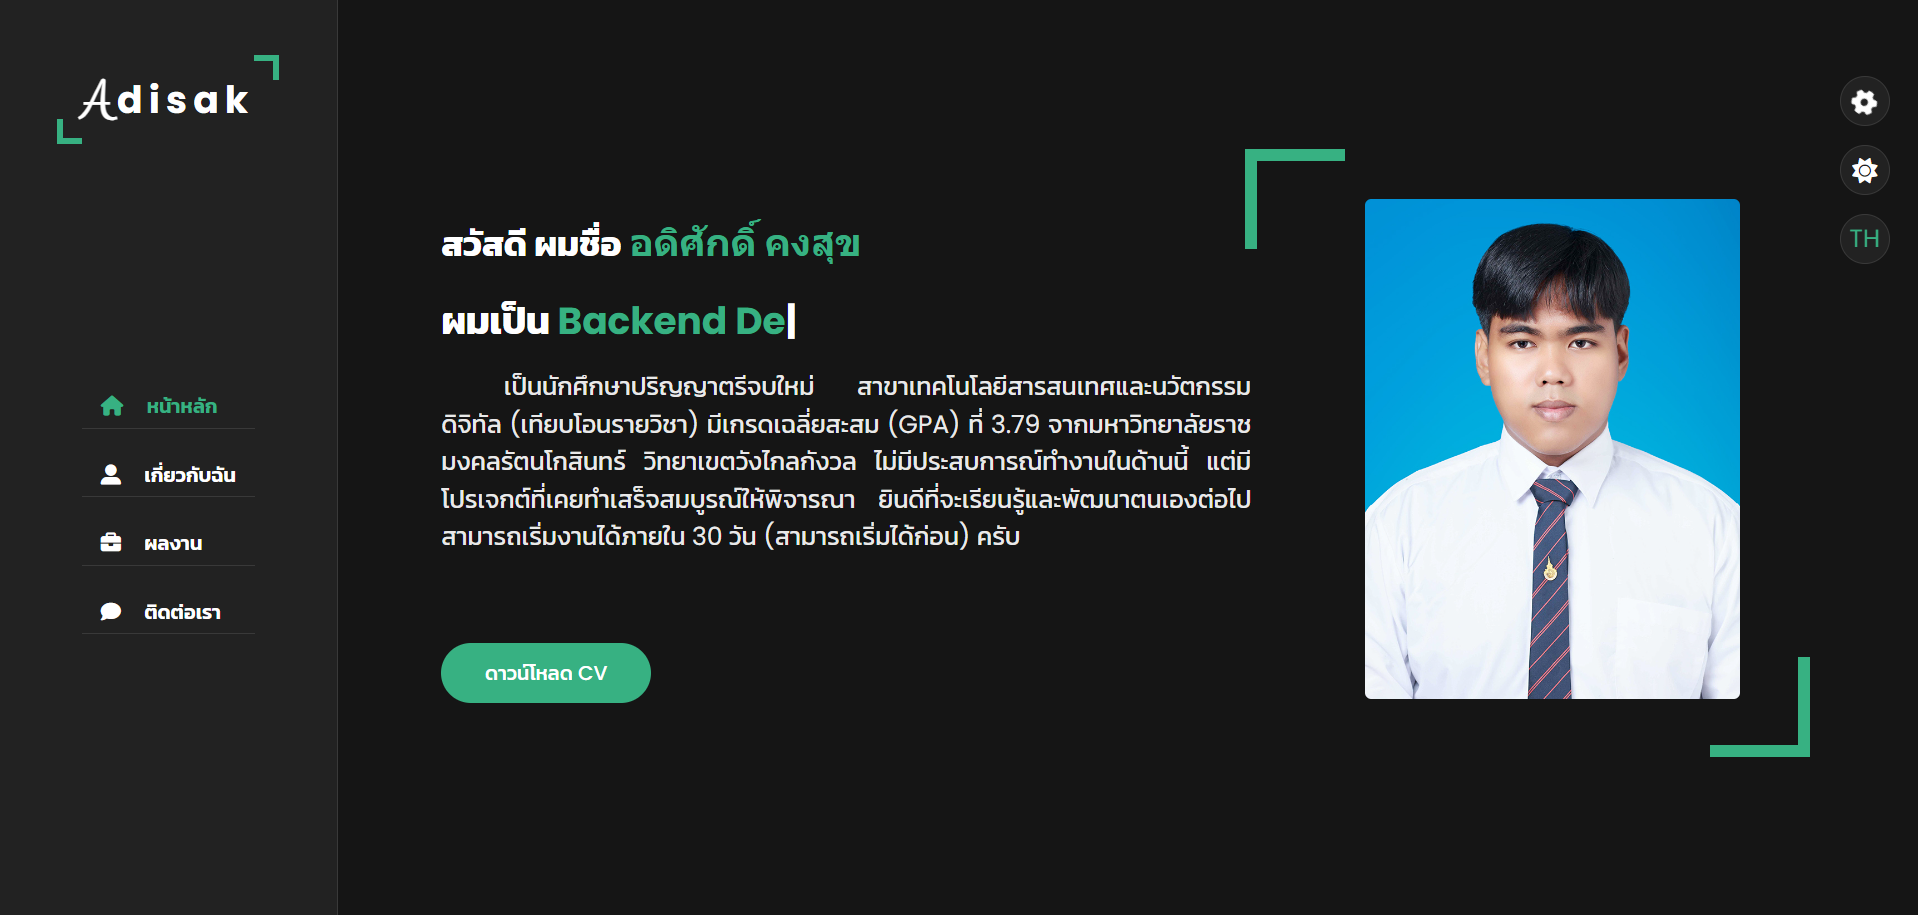 Adisak
หน้าหลัก
เกี่ยวกับฉัน
ผลงาน
ติดต่อเรา
สวัสดี ผมชื่อ อดิศักดิ์ คงสุข
ผมเป็น Backend De|
เป็นนักศึกษาปริญญาตรีจบใหม่ สาขาเทคโนโลยีสารสนเทศและนวัตกรรม
ดิจิทัล (เทียบโอนรายวิชา) มีเกรดเฉลี่ยสะสม (GPA) ที่ 3.79 จากมหาวิทยาลัยราช
มงคลรัตนโกสินทร์ วิทยาเขตวังไกลกังวล ไม่มีประสบการณ์ทำงานในด้านนี้ แต่มี
โปรเจกต์ที่เคยทำเสร็จสมบูรณ์ให้พิจารณา ยินดีที่จะเรียนรู้และพัฒนาตนเองต่อไป
สามารถเริ่มงานได้ภายใน 30 วัน (สามารถเริ่มได้ก่อน) ครับ
ดาวน์โหลด CV
TH